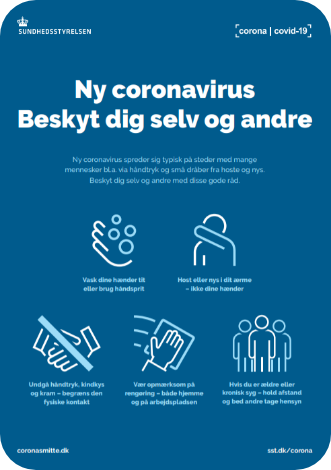 SUNDHEDSSTYRELSEN
corona | covid-19
Ny coronavirus
Beskyt dig selv og andre
Ny coronavirus spreder sig typisk på steder med mange
mennesker bl.a. via håndtryk og små dråber fra hoste og nys.
Beskyt dig selv og andre med disse gode råd.
Vask dine hænder tit
eller brug håndsprit
Host eller nys i dit ærme
– ikke dine hænder
Undgå håndtryk, kindkys
og kram – begræns den
fysiske kontakt
Vær opmærksom på
rengøring – både hjemme
og på arbejdspladsen
Hvis du er ældre eller
kronisk syg – hold afstand
og bed andre tage hensyn
coronasmitte.dk
sst.dk/corona